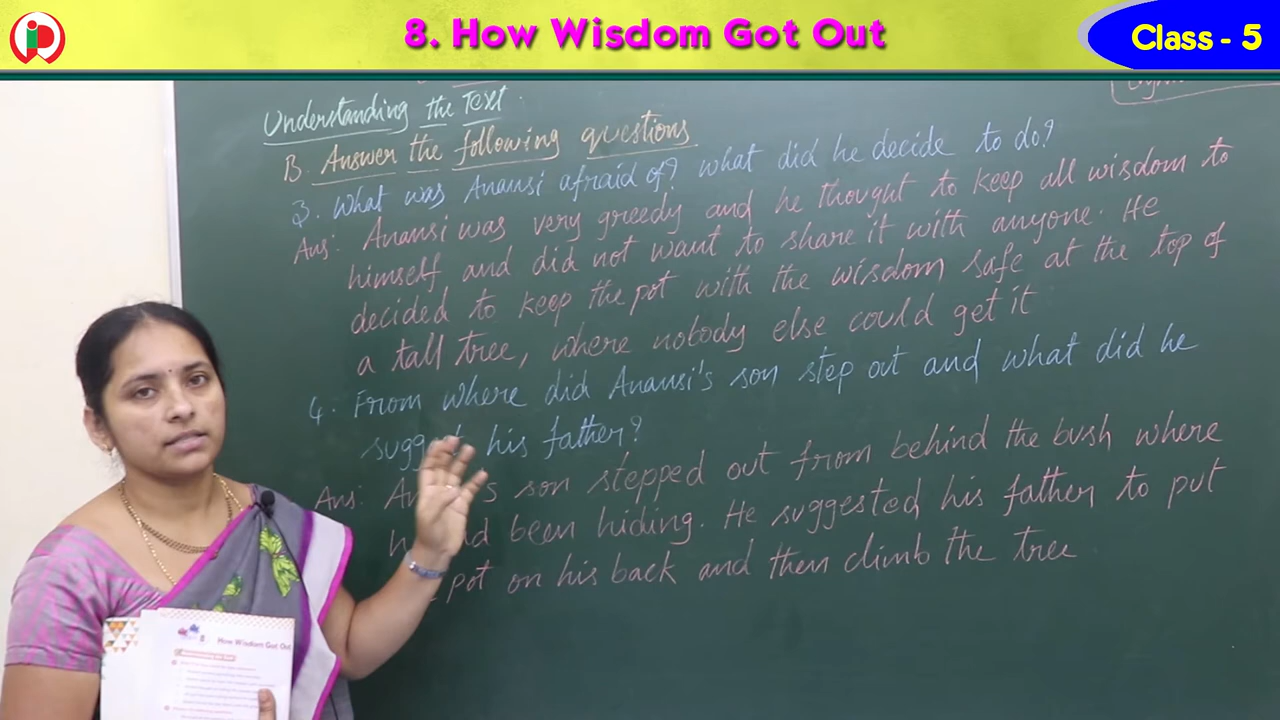 8. How Wisdom Got Out
Class - 5
Understanding the Text.
B. Answer the following questions
3. What was Anansi afraid of? What did he decide to do?
Ans: Anansi was very greedy and he thought to keep all wisdom to
himself and did not want to share it with anyone. He
decided to keep the pot with the wisdom safe at the top of
a tall tree, where nobody else could get it
4. From where did Anansi's son step out and what did he
his father?
Ans: son stepped out from behind the bush where
been hiding. He suggested his father to put
pot on his back and then climb the tree
8 How Wisdom Got Out